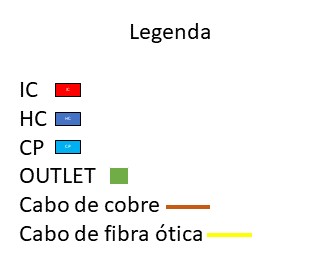 Legenda
IC IC
HC HC
CP CP
OUTLET
Cabo de cobre
Cabo de fibra ótica